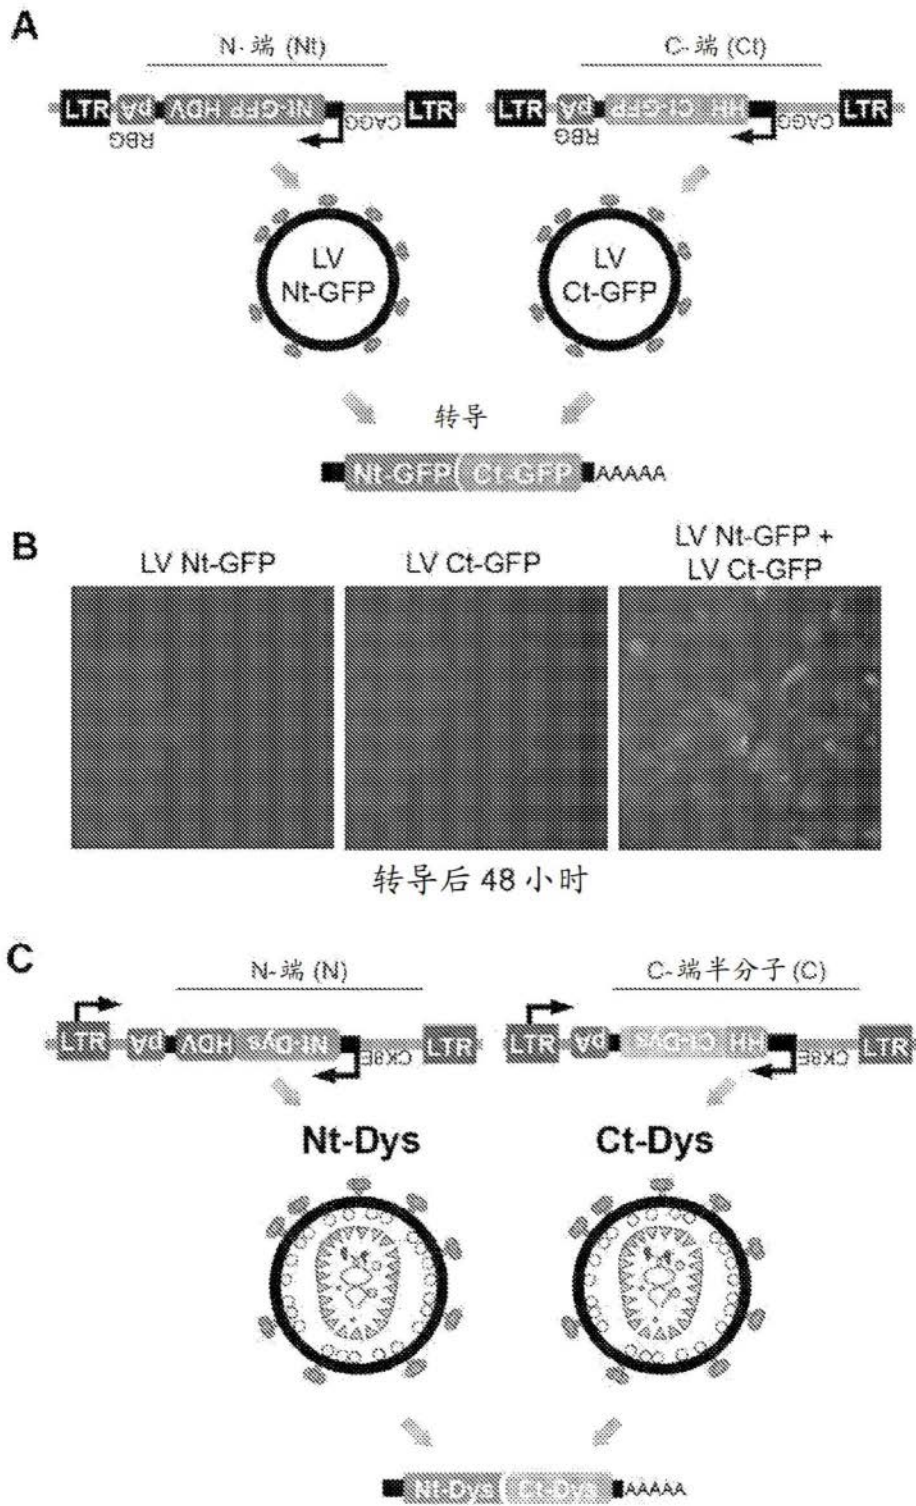 A
N-端 (Nt)
C-端 (Ct)
LTR pA Nt-GFP HDV CAGG LTR
LTR pA HH Ct-GFP CAGG LTR
RBG
RBG
LV
Nt-GFP
LV
Ct-GFP
转导
Nt-GFP Ct-GFP AAAAA
B
LV Nt-GFP
LV Ct-GFP
LV Nt-GFP +
LV Ct-GFP
转导后 48 小时
C
N-端 (N)
C-端半分子 (C)
LTR pA HDV Nt-Dys CK8E LTR
LTR pA HH Ct-Dys CK8E LTR
Nt-Dys
Ct-Dys
Nt-Dys Ct-Dys AAAAA